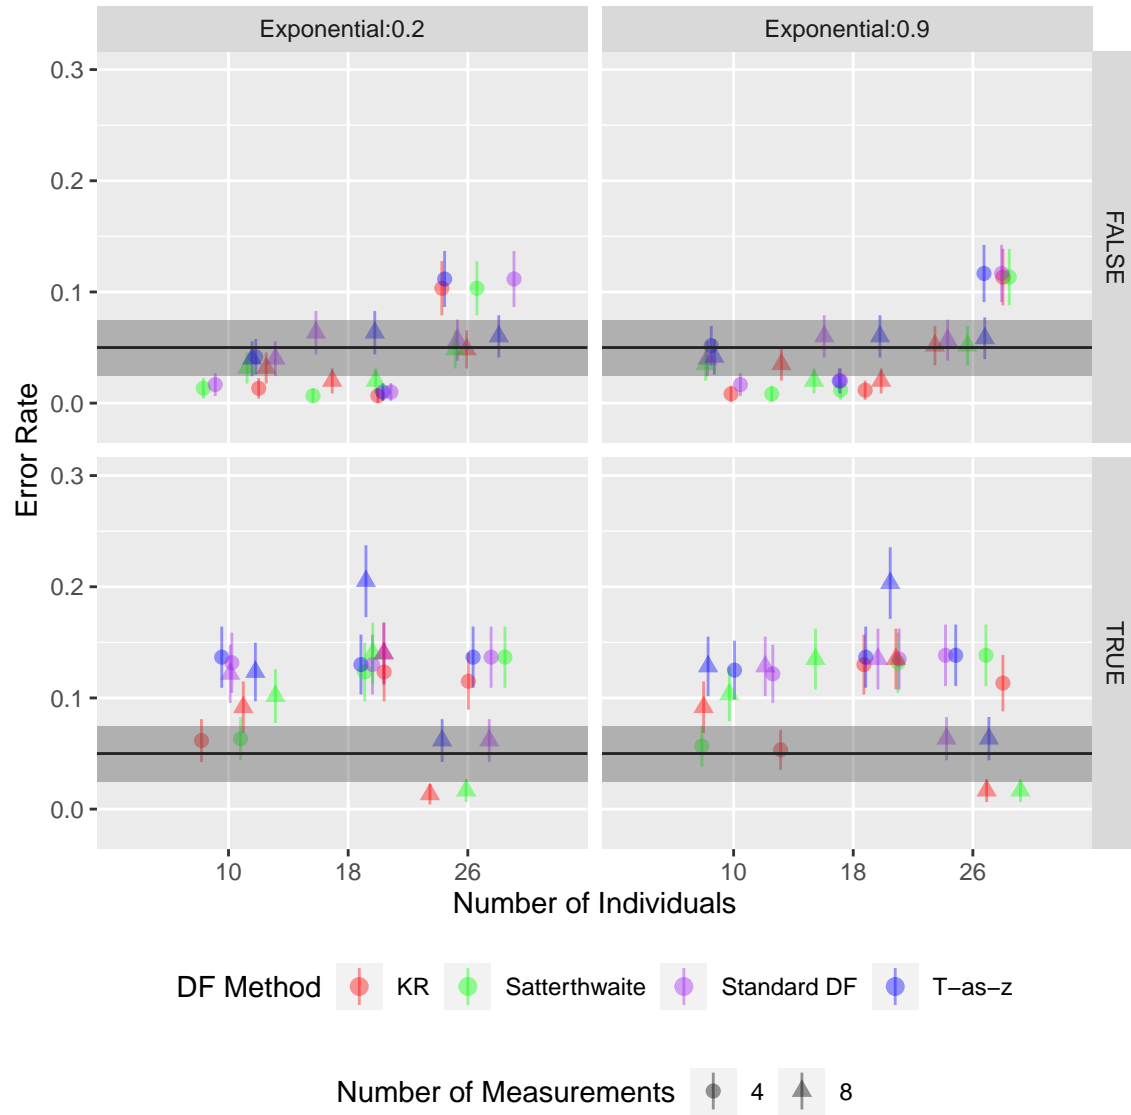 Exponential:0.2
Exponential:0.9
0.3
0.2
0.1
0.0
FALSE
0.3
0.2
0.1
0.0
TRUE
Error Rate
10
18
26
10
18
26
Number of Individuals
DF Method
KR
Satterthwaite
Standard DF
T−as−z
Number of Measurements
4
8